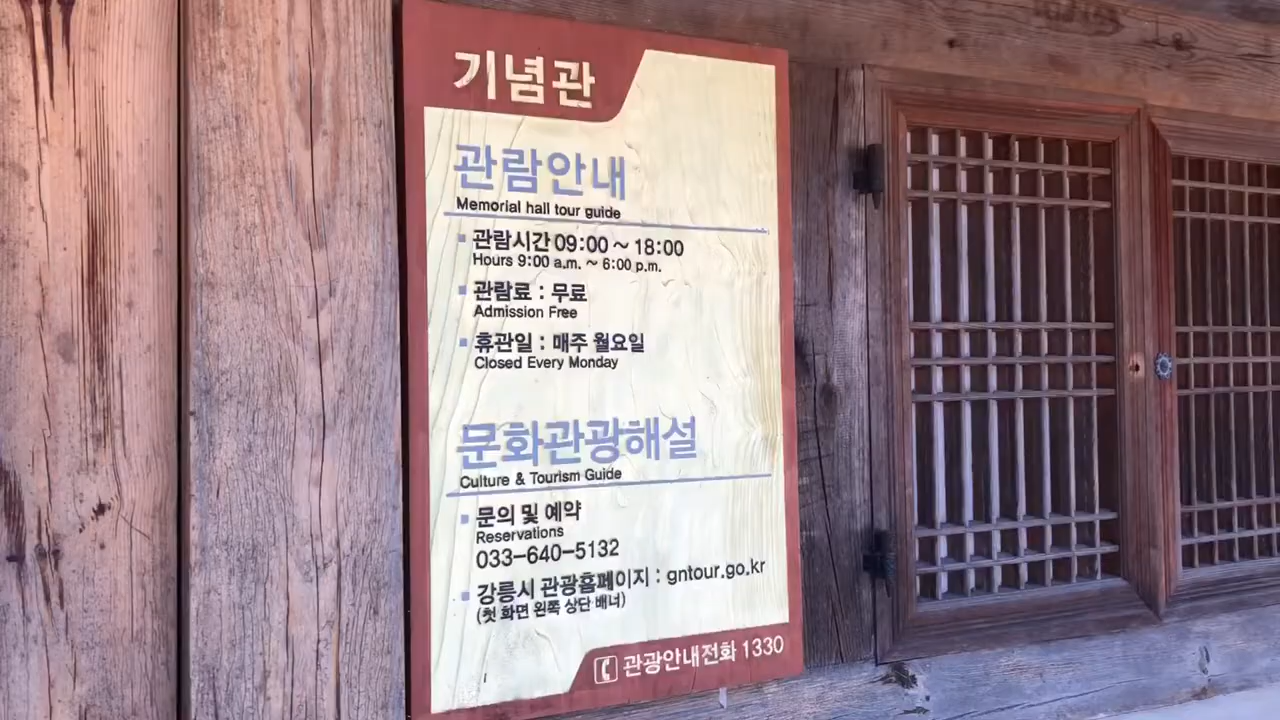 기념관
관람안내
Memorial hall tour guide
관람시간 09:00 ~ 18:00
Hours 9:00 a.m. ~ 6:00 p.m.
관람료 : 무료
Admission Free
휴관일 : 매주 월요일
Closed Every Monday
문화관광해설
Culture & Tourism Guide
문의 및 예약
Reservations
033-640-5132
강릉시 관광홈페이지 : gntour.go.kr
(첫 화면 왼쪽 상단 배너)
관광안내전화 1330